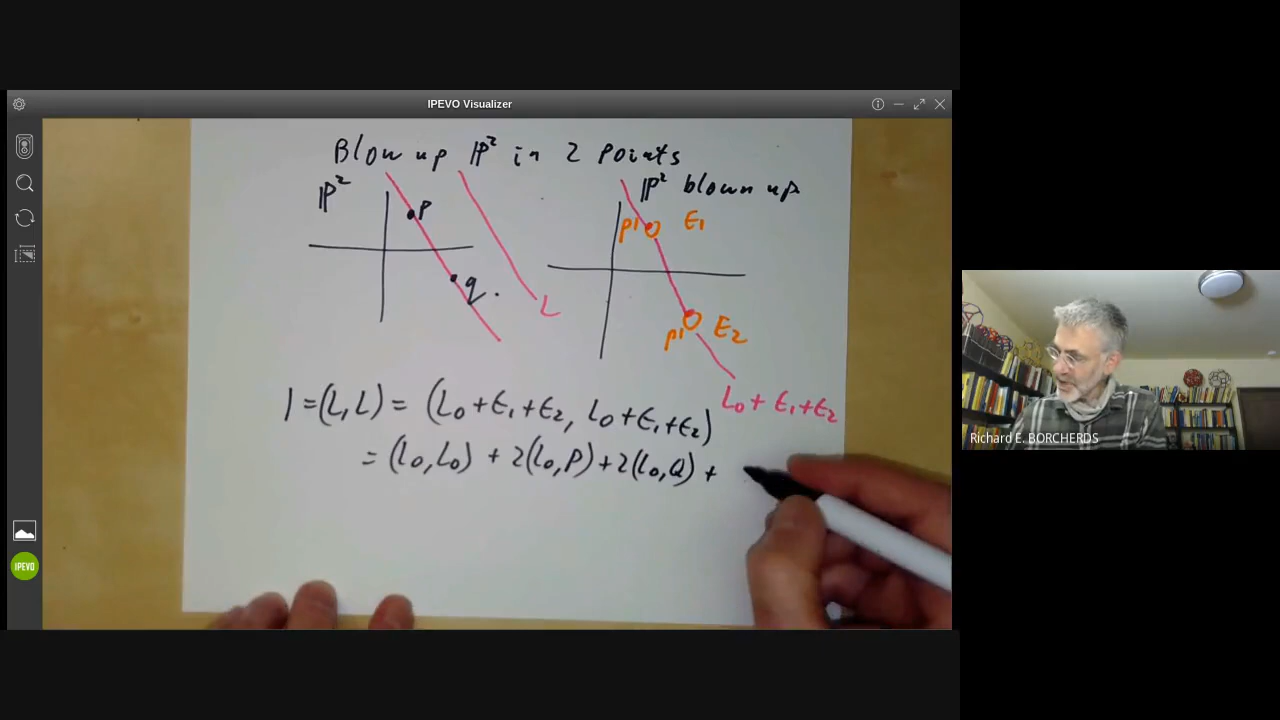 IPEVO Visualizer
Blow up ℙ² in 2 points
ℙ²
ℙ² blown up
p
q.
L
P¹ E₁
P¹ E₂
L₀ + E₁ + E₂
1 = (L, L) = (L₀ + E₁ + E₂, L₀ + E₁ + E₂)
= (L₀, L₀) + 2(L₀, P) + 2(L₀, Q) +
Richard E. BORCHERDS
IPEVO